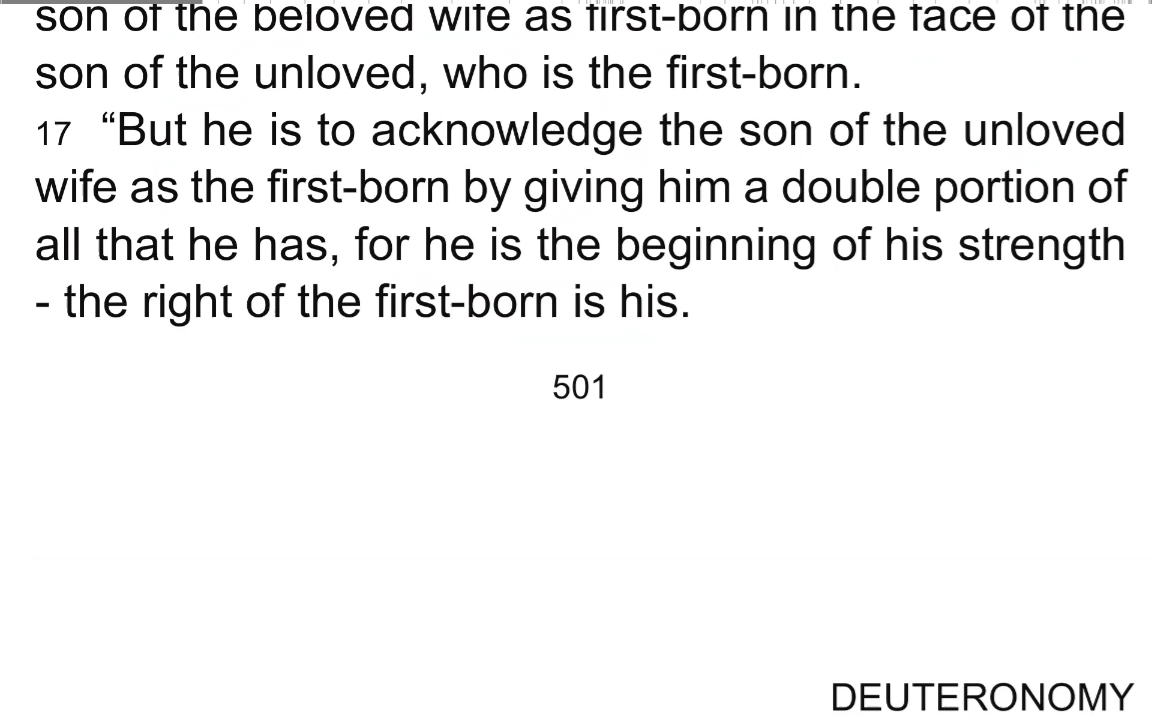 son of the beloved wife as first-born in the face of the
son of the unloved, who is the first-born.
17 “But he is to acknowledge the son of the unloved
wife as the first-born by giving him a double portion of
all that he has, for he is the beginning of his strength
- the right of the first-born is his.
501
DEUTERONOMY